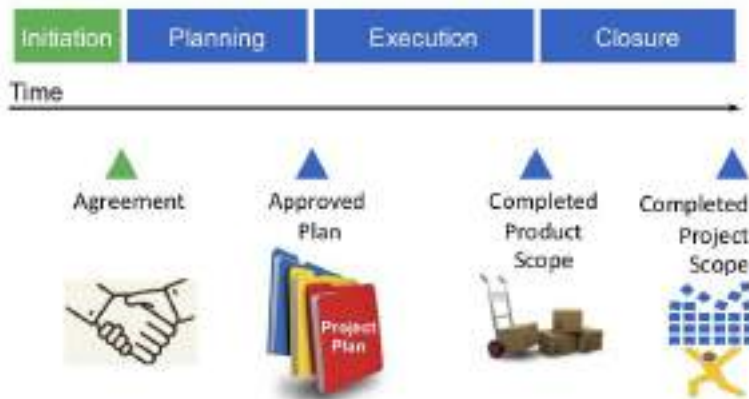 Initiation Planning Execution Closure
Time
Agreement
Approved
Plan
Completed
Product
Scope
Completed
Project
Scope
Project
Plan